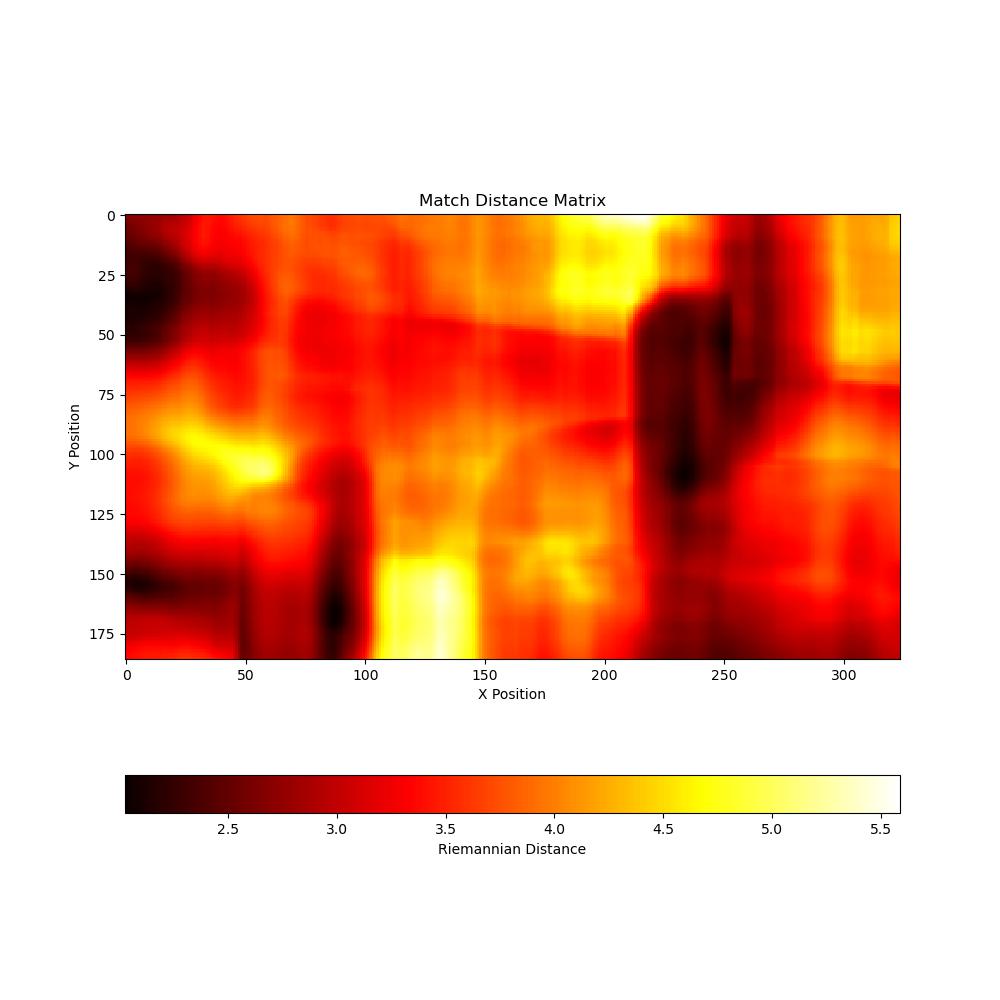 Match Distance Matrix
0
25
50
75
100
125
150
175
Y Position
0 50 100 150 200 250 300
X Position
2.5 3.0 3.5 4.0 4.5 5.0 5.5
Riemannian Distance